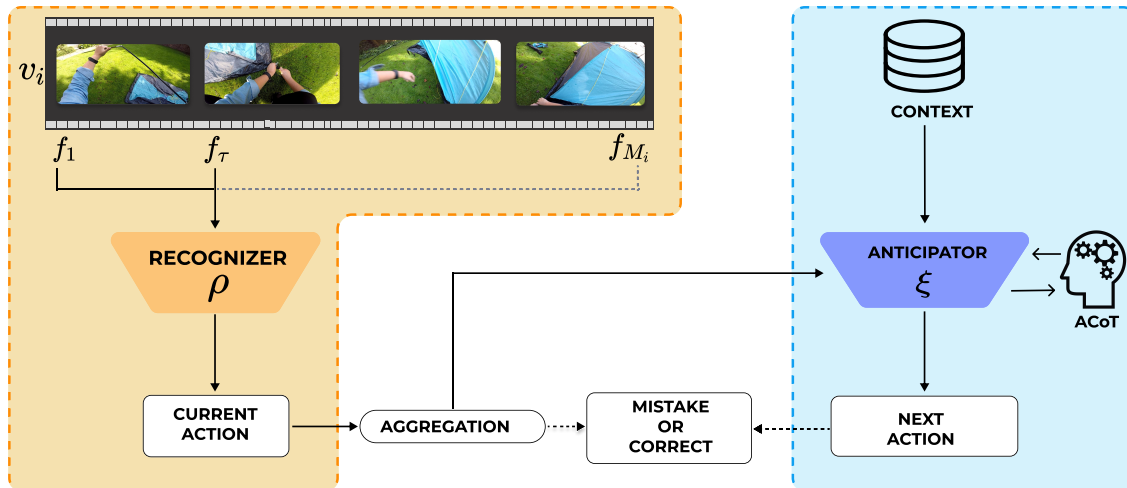 v_i
f_1
f_τ
f_{M_i}
RECOGNIZER
ρ
CURRENT
ACTION
AGGREGATION
MISTAKE
OR
CORRECT
CONTEXT
ANTICIPATOR
ξ
ACoT
NEXT
ACTION